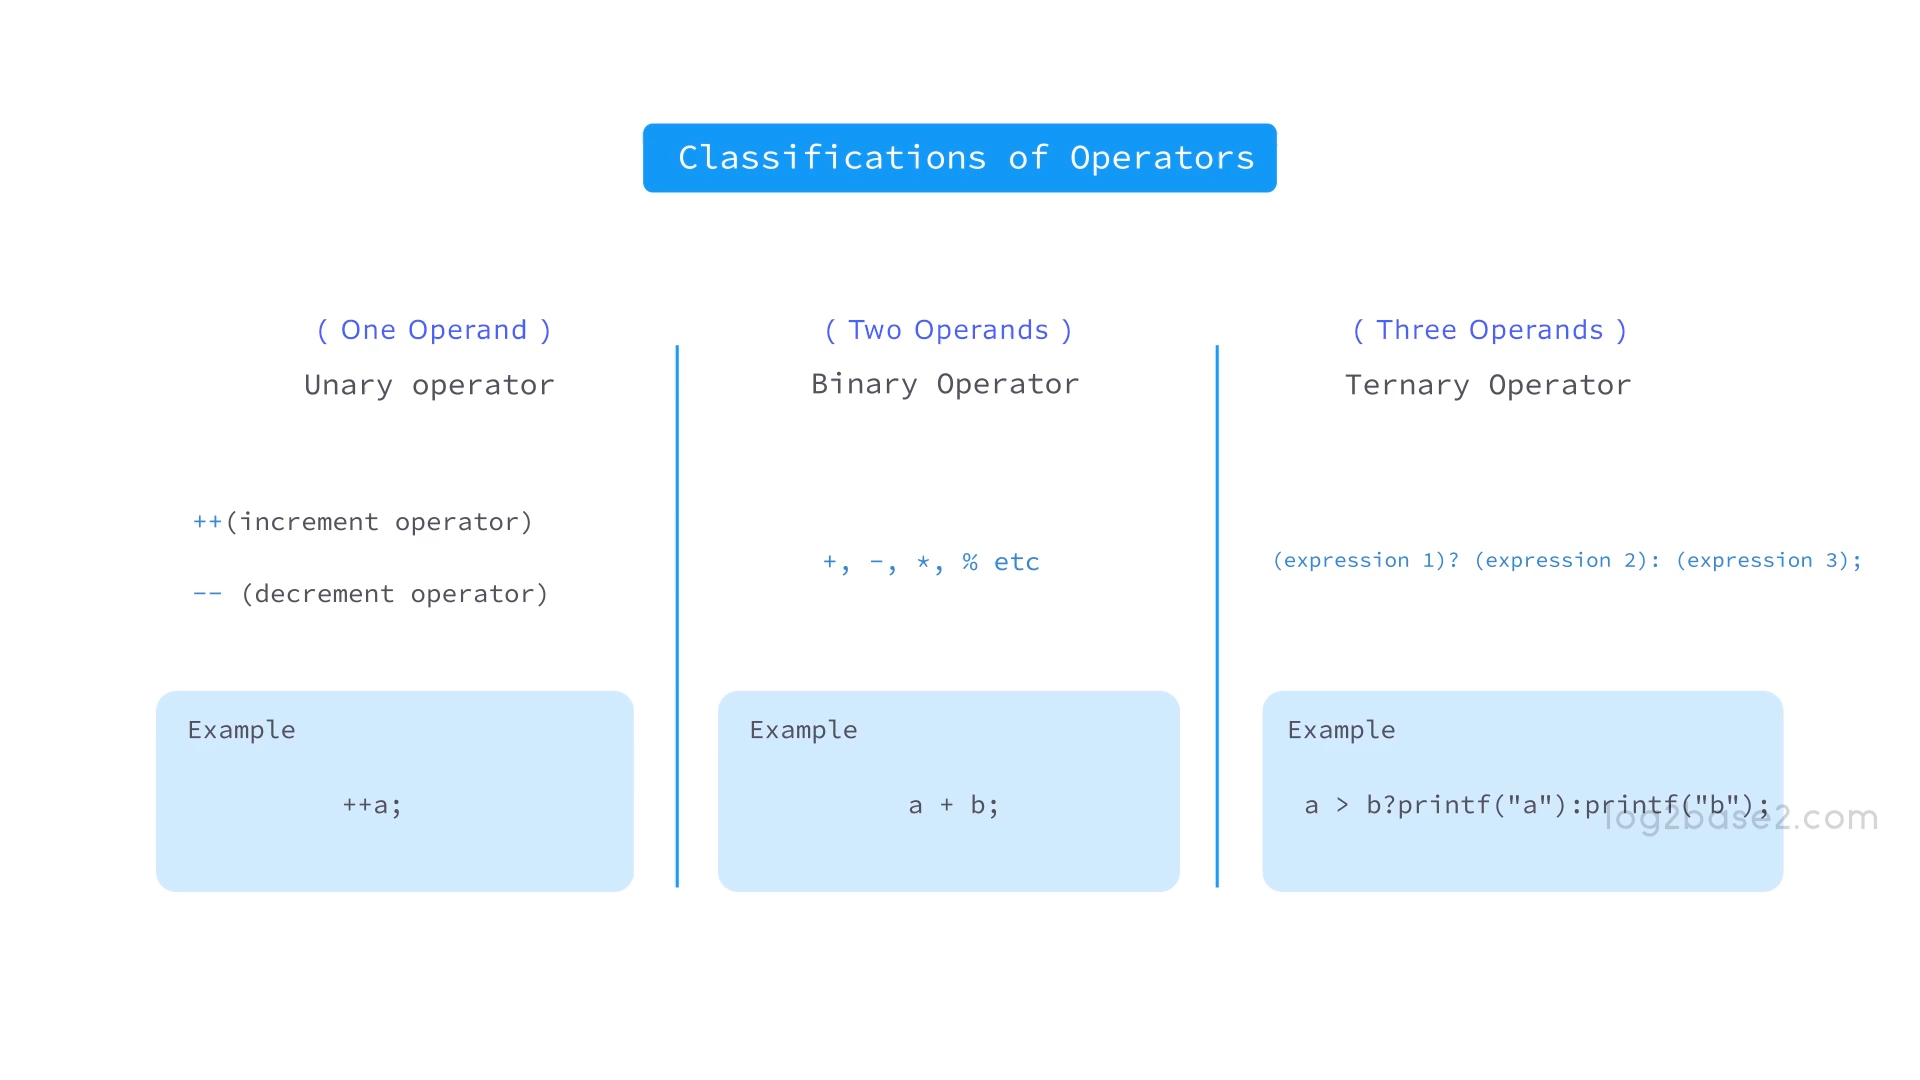 Classifications of Operators
( One Operand )
Unary operator
++(increment operator)
-- (decrement operator)
Example
++a;
( Two Operands )
Binary Operator
+, -, *, % etc
Example
a + b;
( Three Operands )
Ternary Operator
(expression 1)? (expression 2): (expression 3);
Example
a > b?printf("a"):printf("b");
log2base2.com